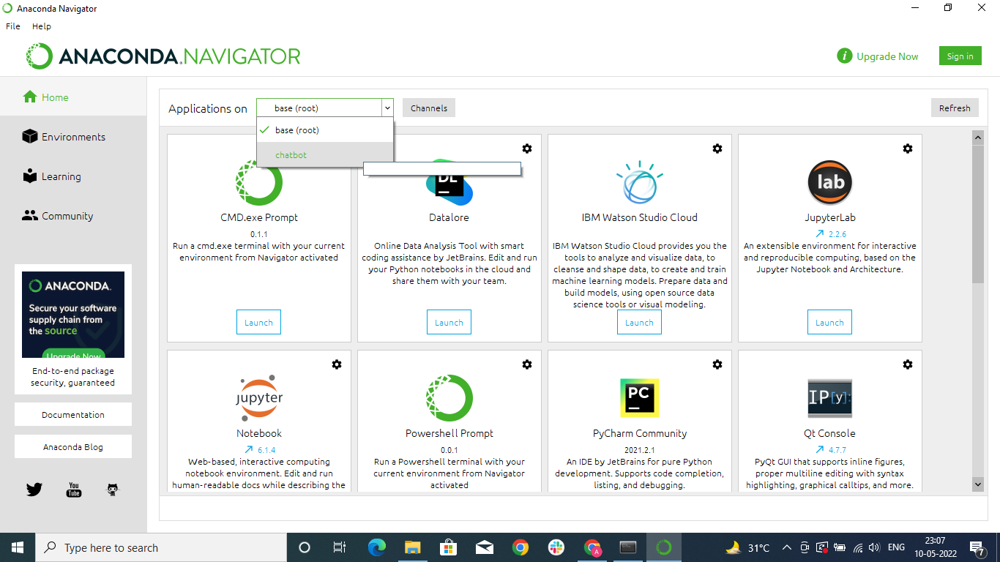 Anaconda Navigator
File Help
ANACONDA.NAVIGATOR
i Upgrade Now
Sign in
Home
Environments
Learning
Community
ANACONDA.
Secure your software
supply chain from
the source
Upgrade Now
End-to-end package
security, guaranteed
Documentation
Anaconda Blog
You
Tube
Applications on
base (root)
Channels
Refresh
base (root)
chatbot
CMD.exe Prompt
0.1.1
Run a cmd.exe terminal with your current
environment from Navigator activated
Launch
DL
Datalore
Online Data Analysis Tool with smart
coding assistance by JetBrains. Edit and run
your Python notebooks in the cloud and
share them with your team.
Launch
IBM Watson Studio Cloud
IBM Watson Studio Cloud provides you the
tools to analyze and visualize data, to
cleanse and shape data, to create and train
machine learning models. Prepare data and
build models, using open source data
science tools or visual modeling.
Launch
lab
JupyterLab
2.2.6
An extensible environment for interactive
and reproducible computing, based on the
Jupyter Notebook and Architecture.
Launch
jupyter
Notebook
6.1.4
Web-based, interactive computing
notebook environment. Edit and run
human-readable docs while describing the
Powershell Prompt
0.0.1
Run a Powershell terminal with your
current environment from Navigator
activated
PC
PyCharm Community
2021.2.1
An IDE by JetBrains for pure Python
development. Supports code completion,
listing, and debugging.
IP[y]:
Qt Console
4.7.7
PyQt GUI that supports inline figures,
proper multiline editing with syntax
highlighting, graphical calltips, and more.
Type here to search
A
31°C
ENG
23:07
10-05-2022
7